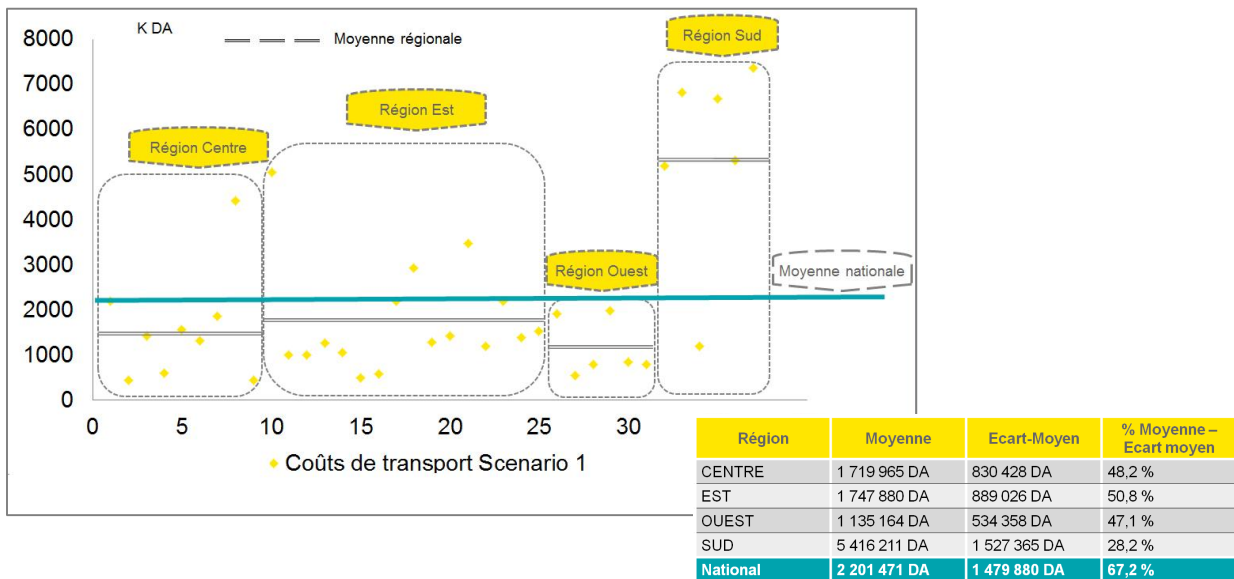 K DA
Moyenne régionale
Région Sud
Région Est
Région Centre
Région Ouest
Moyenne nationale
8000
7000
6000
5000
4000
3000
2000
1000
0
0 5 10 15 20 25 30
Coûts de transport Scenario 1
Région Moyenne Ecart-Moyen % Moyenne –
Ecart moyen
CENTRE 1 719 965 DA 830 428 DA 48,2 %
EST 1 747 880 DA 889 026 DA 50,8 %
OUEST 1 135 164 DA 534 358 DA 47,1 %
SUD 5 416 211 DA 1 527 365 DA 28,2 %
National 2 201 471 DA 1 479 880 DA 67,2 %